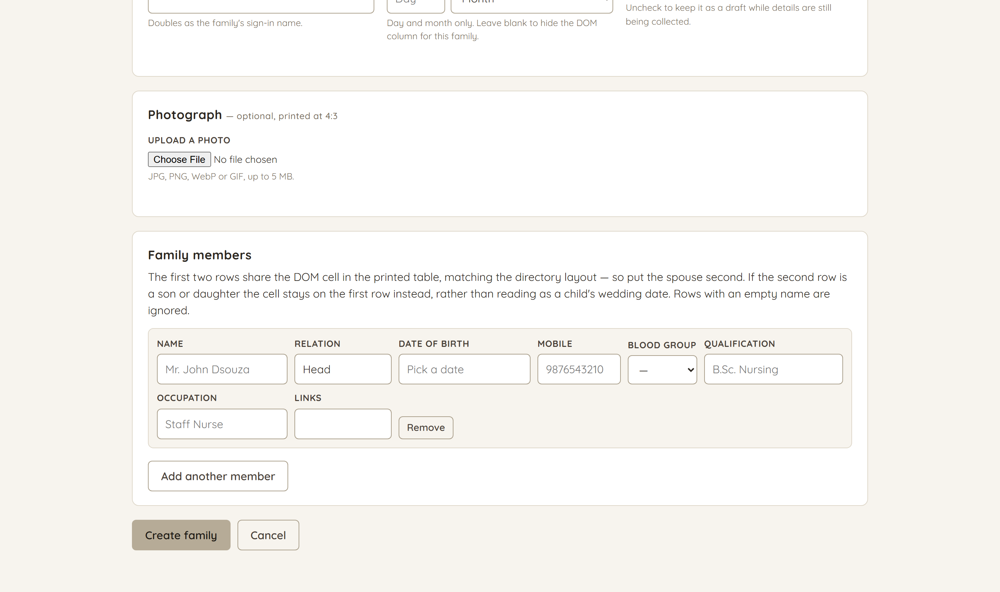 Day Month
Uncheck to keep it as a draft while details are still
being collected.
Doubles as the family's sign-in name.
Day and month only. Leave blank to hide the DOM
column for this family.
Photograph — optional, printed at 4:3
UPLOAD A PHOTO
Choose File No file chosen
JPG, PNG, WebP or GIF, up to 5 MB.
Family members
The first two rows share the DOM cell in the printed table, matching the directory layout — so put the spouse second. If the second row is
a son or daughter the cell stays on the first row instead, rather than reading as a child's wedding date. Rows with an empty name are
ignored.
NAME RELATION DATE OF BIRTH MOBILE BLOOD GROUP QUALIFICATION
Mr. John Dsouza Head Pick a date 9876543210 — B.Sc. Nursing
OCCUPATION LINKS
Staff Nurse Remove
Add another member
Create family Cancel